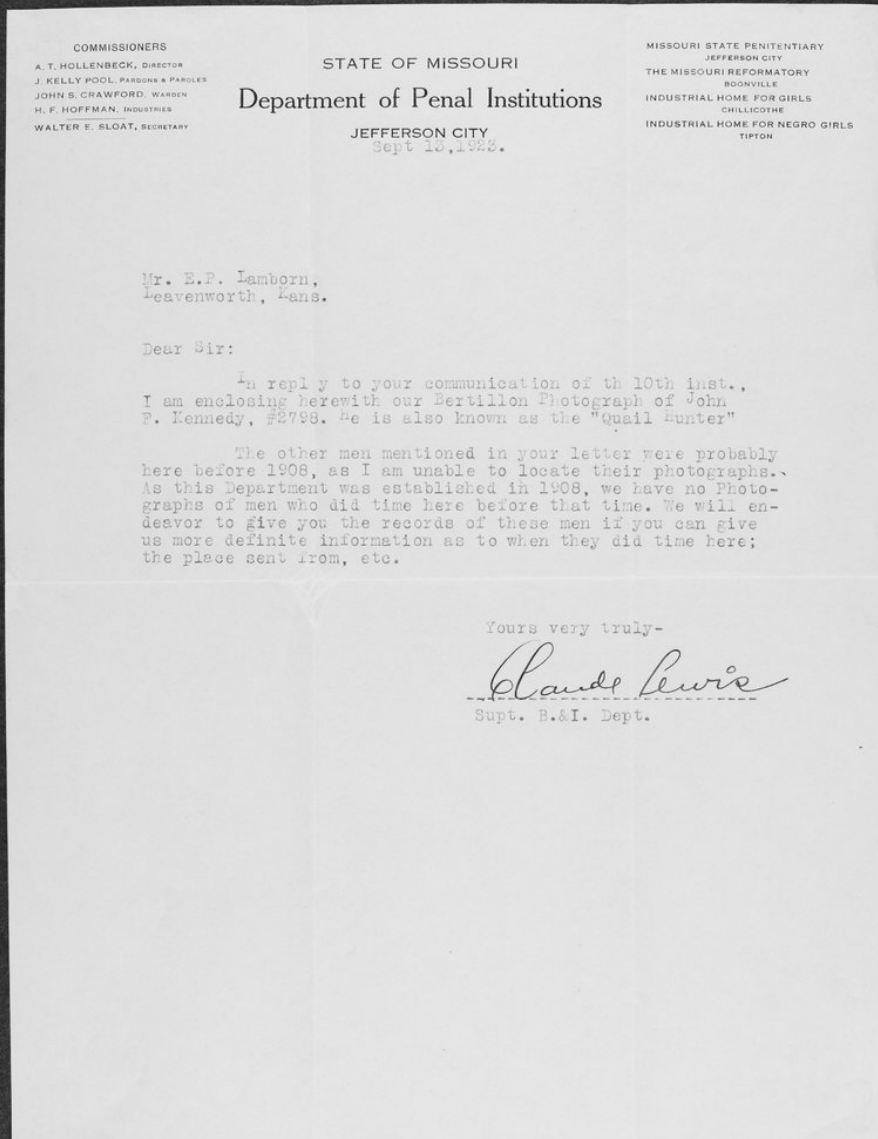 COMMISSIONERS
A. T. HOLLENBECK, DIRECTOR
J. KELLY POOL, PARDONS & PAROLES
JOHN S. CRAWFORD, WARDEN
H. F. HOFFMAN, INDUSTRIES
WALTER E. SLOAT, SECRETARY
STATE OF MISSOURI
Department of Penal Institutions
JEFFERSON CITY
Sept 13,1923.
MISSOURI STATE PENITENTIARY
JEFFERSON CITY
THE MISSOURI REFORMATORY
BOONVILLE
INDUSTRIAL HOME FOR GIRLS
CHILLICOTHE
INDUSTRIAL HOME FOR NEGRO GIRLS
TIPTON
Mr. E.P. Lamborn,
Leavenworth, Kans.
Dear Sir:
In repl y to your communication of th 10th inst.,
I am enclosing herewith our Bertillon Photograph of John
F. Kennedy, #2798. He is also known as the "Quail Hunter"
The other men mentioned in your letter were probably
here before 1908, as I am unable to locate their photographs.
As this Department was established in 1908, we have no Photo-
graphs of men who did time here before that time. We will en-
deavor to give you the records of these men if you can give
us more definite information as to when they did time here;
the place sent from, etc.
Yours very truly-
Claude Lewis
Supt. B.&I. Dept.